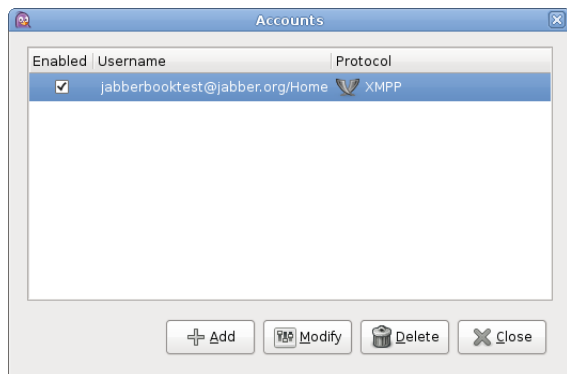 Accounts
Enabled Username Protocol
jabberbooktest@jabber.org/Home XMPP
Add Modify Delete Close